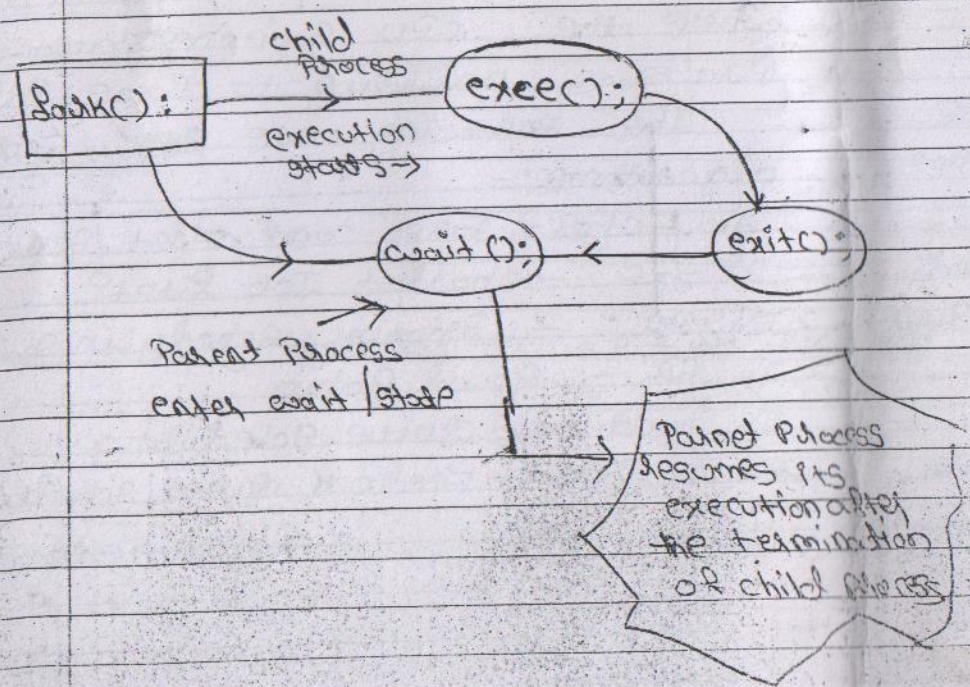 child
Process
fork();
exec();
execution
starts →
wait();
exit();
Parent Process
enter wait state
Parnet Process
resumes its
execution after
the termination
of child process